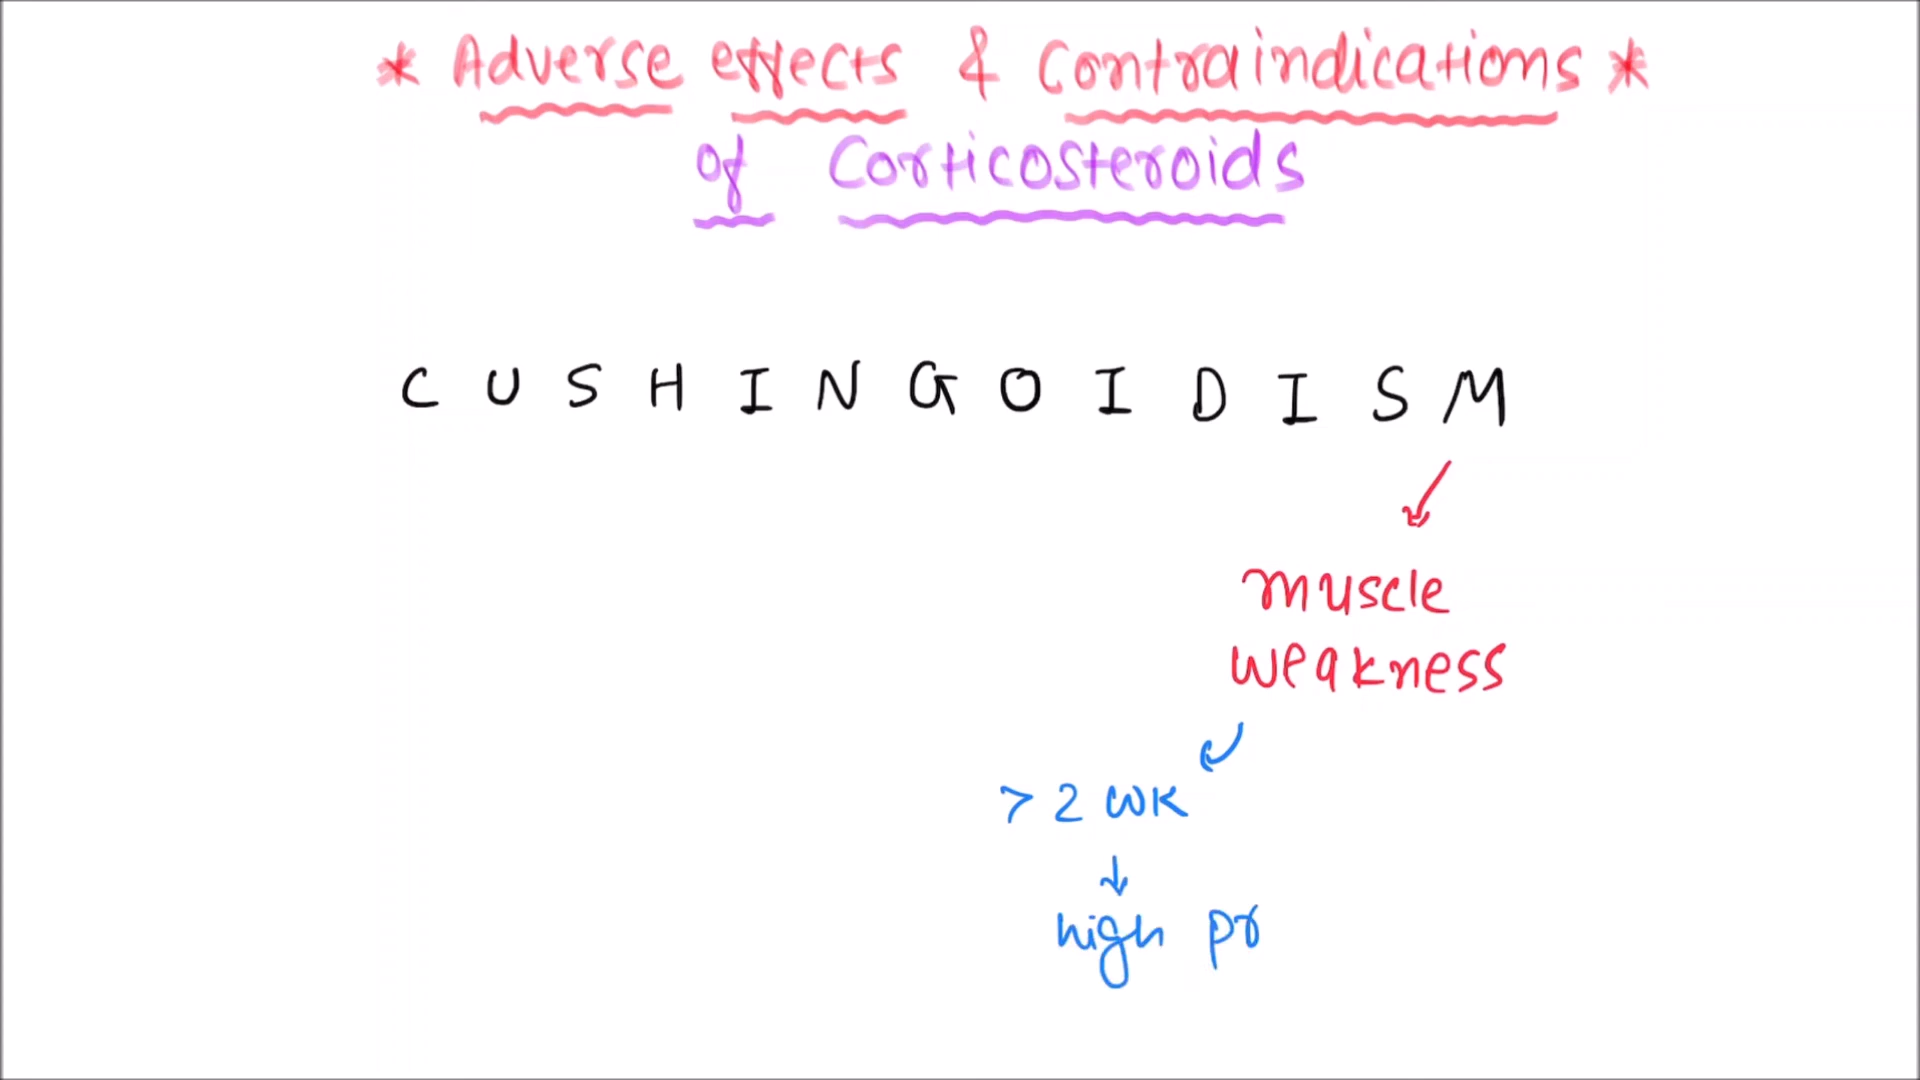 * Adverse effects & Contraindications *
of Corticosteroids
C U S H I N G O I D I S M
muscle
weakness
> 2 wk
high pr